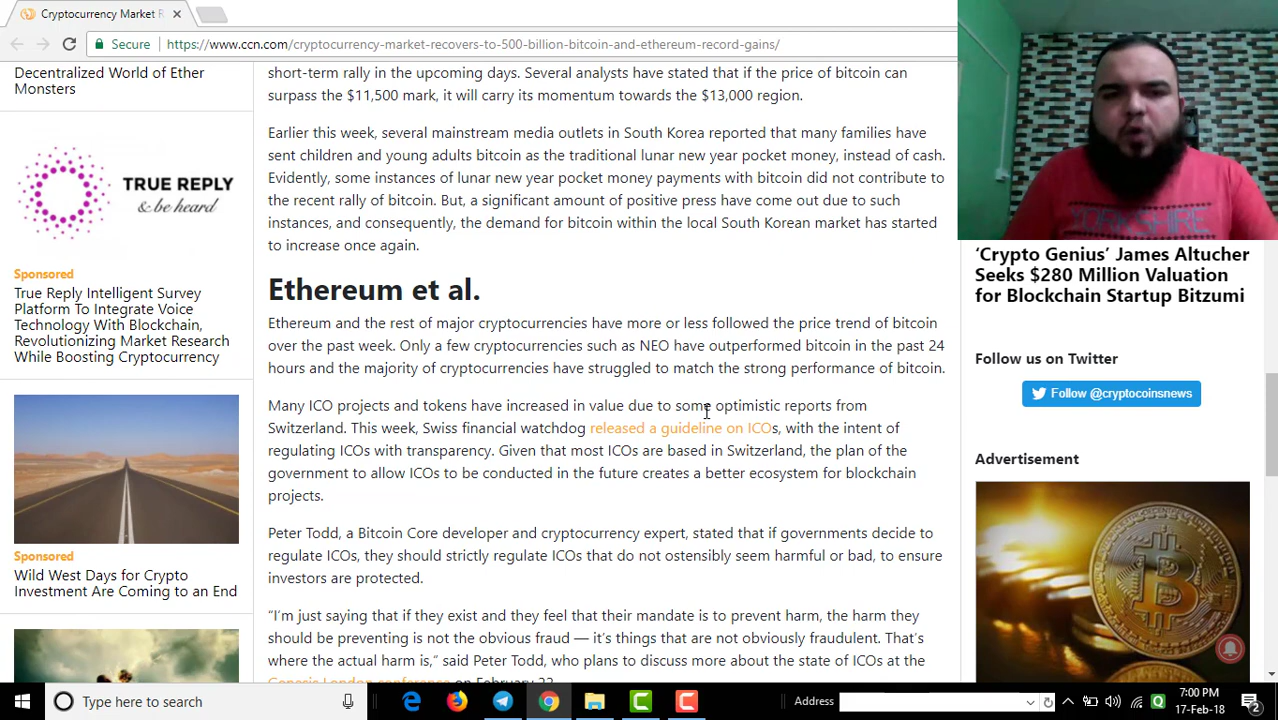 Cryptocurrency Market R
Secure
https://www.ccn.com/cryptocurrency-market-recovers-to-500-billion-bitcoin-and-ethereum-record-gains/
Decentralized World of Ether
Monsters
TRUE REPLY
& be heard
Sponsored
True Reply Intelligent Survey
Platform To Integrate Voice
Technology With Blockchain,
Revolutionizing Market Research
While Boosting Cryptocurrency
Sponsored
Wild West Days for Crypto
Investment Are Coming to an End
short-term rally in the upcoming days. Several analysts have stated that if the price of bitcoin can
surpass the $11,500 mark, it will carry its momentum towards the $13,000 region.
Earlier this week, several mainstream media outlets in South Korea reported that many families have
sent children and young adults bitcoin as the traditional lunar new year pocket money, instead of cash.
Evidently, some instances of lunar new year pocket money payments with bitcoin did not contribute to
the recent rally of bitcoin. But, a significant amount of positive press have come out due to such
instances, and consequently, the demand for bitcoin within the local South Korean market has started
to increase once again.
Ethereum et al.
Ethereum and the rest of major cryptocurrencies have more or less followed the price trend of bitcoin
over the past week. Only a few cryptocurrencies such as NEO have outperformed bitcoin in the past 24
hours and the majority of cryptocurrencies have struggled to match the strong performance of bitcoin.
Many ICO projects and tokens have increased in value due to some optimistic reports from
Switzerland. This week, Swiss financial watchdog released a guideline on ICOs, with the intent of
regulating ICOs with transparency. Given that most ICOs are based in Switzerland, the plan of the
government to allow ICOs to be conducted in the future creates a better ecosystem for blockchain
projects.
Peter Todd, a Bitcoin Core developer and cryptocurrency expert, stated that if governments decide to
regulate ICOs, they should strictly regulate ICOs that do not ostensibly seem harmful or bad, to ensure
investors are protected.
“I’m just saying that if they exist and they feel that their mandate is to prevent harm, the harm they
should be preventing is not the obvious fraud — it’s things that are not obviously fraudulent. That’s
where the actual harm is,“ said Peter Todd, who plans to discuss more about the state of ICOs at the
Genesis London conference on February 22
YORKSHIRE
‘Crypto Genius’ James Altucher
Seeks $280 Million Valuation
for Blockchain Startup Bitzumi
Follow us on Twitter
Follow @cryptocoinsnews
Advertisement
Type here to search
Address
7:00 PM
17-Feb-18
2